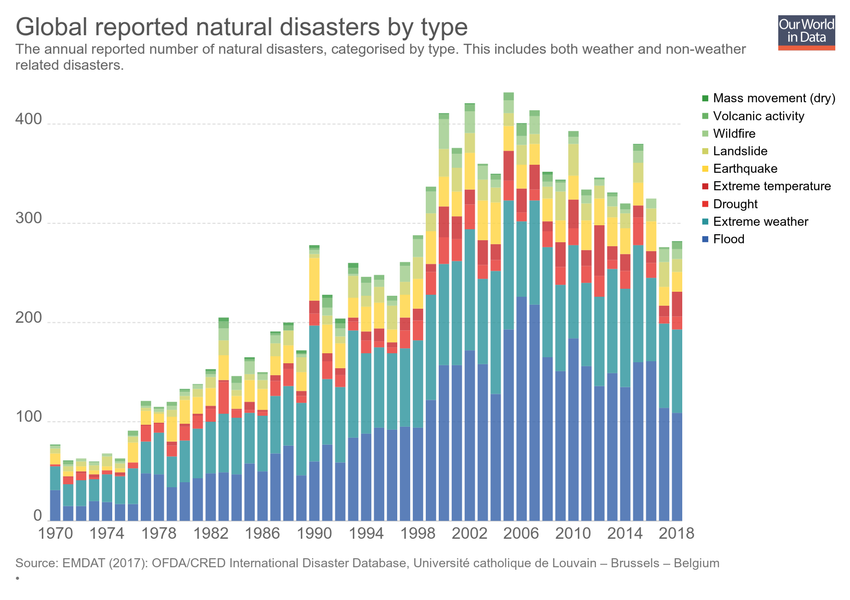 Global reported natural disasters by type
Our World
in Data
The annual reported number of natural disasters, categorised by type. This includes both weather and non-weather
related disasters.
Mass movement (dry)
Volcanic activity
Wildfire
Landslide
Earthquake
Extreme temperature
Drought
Extreme weather
Flood
400
300
200
100
0
1970 1974 1978 1982 1986 1990 1994 1998 2002 2006 2010 2014 2018
Source: EMDAT (2017): OFDA/CRED International Disaster Database, Université catholique de Louvain – Brussels – Belgium
•